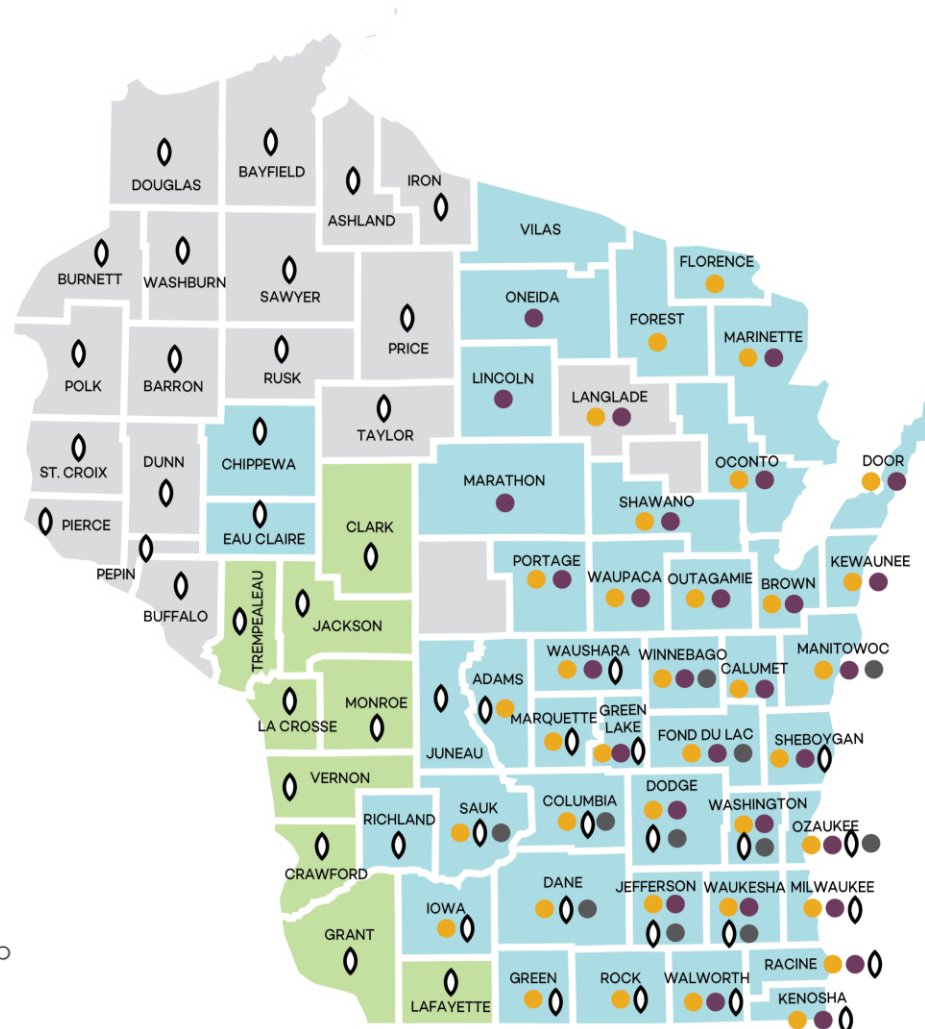 DOUGLAS
BAYFIELD
ASHLAND
IRON
VILAS
BURNETT
WASHBURN
SAWYER
FLORENCE
ONEIDA
FOREST
MARINETTE
PRICE
POLK
BARRON
RUSK
LINCOLN
LANGLADE
TAYLOR
ST. CROIX
DUNN
CHIPPEWA
MARATHON
OCONTO
DOOR
SHAWANO
PIERCE
EAU CLAIRE
CLARK
PEPIN
PORTAGE
WAUPACA
OUTAGAMIE
BROWN
KEWAUNEE
BUFFALO
TREMPEALEAU
JACKSON
WAUSHARA
WINNEBAGO
CALUMET
MANITOWOC
ADAMS
LA CROSSE
MONROE
MARQUETTE
GREEN
LAKE
FOND DU LAC
SHEBOYGAN
JUNEAU
VERNON
RICHLAND
SAUK
COLUMBIA
DODGE
WASHINGTON
OZAUKEE
CRAWFORD
DANE
JEFFERSON
WAUKESHA
MILWAUKEE
IOWA
GRANT
RACINE
LAFAYETTE
GREEN
ROCK
WALWORTH
KENOSHA